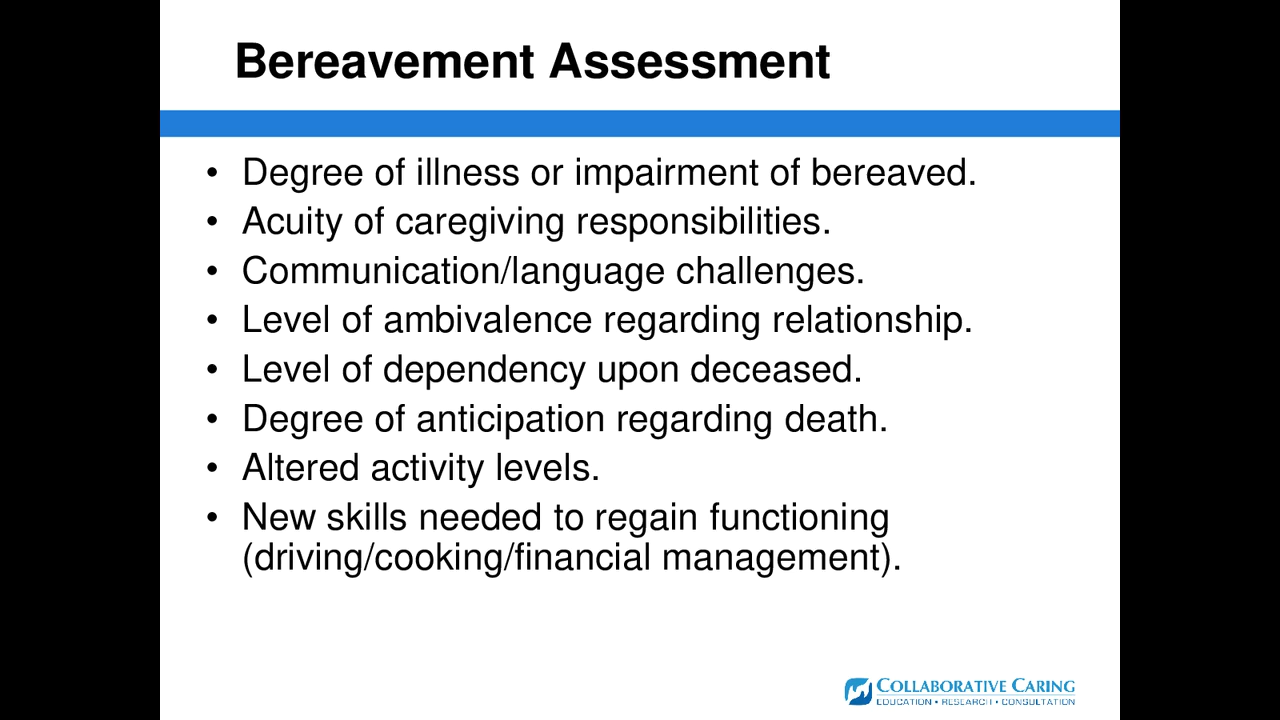 Bereavement Assessment
• Degree of illness or impairment of bereaved.
• Acuity of caregiving responsibilities.
• Communication/language challenges.
• Level of ambivalence regarding relationship.
• Level of dependency upon deceased.
• Degree of anticipation regarding death.
• Altered activity levels.
• New skills needed to regain functioning
(driving/cooking/financial management).
COLLABORATIVE CARING
EDUCATION • RESEARCH • CONSULTATION